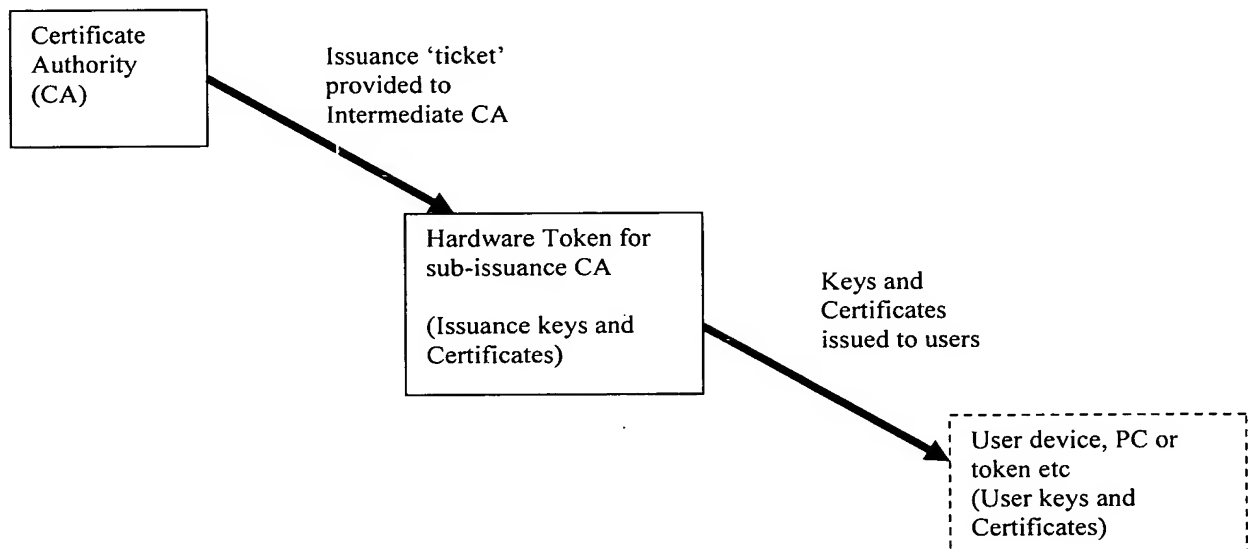 Certificate
Authority
(CA)
Issuance ‘ticket’
provided to
Intermediate CA
Hardware Token for
sub-issuance CA
(Issuance keys and
Certificates)
Keys and
Certificates
issued to users
User device, PC or
token etc
(User keys and
Certificates)